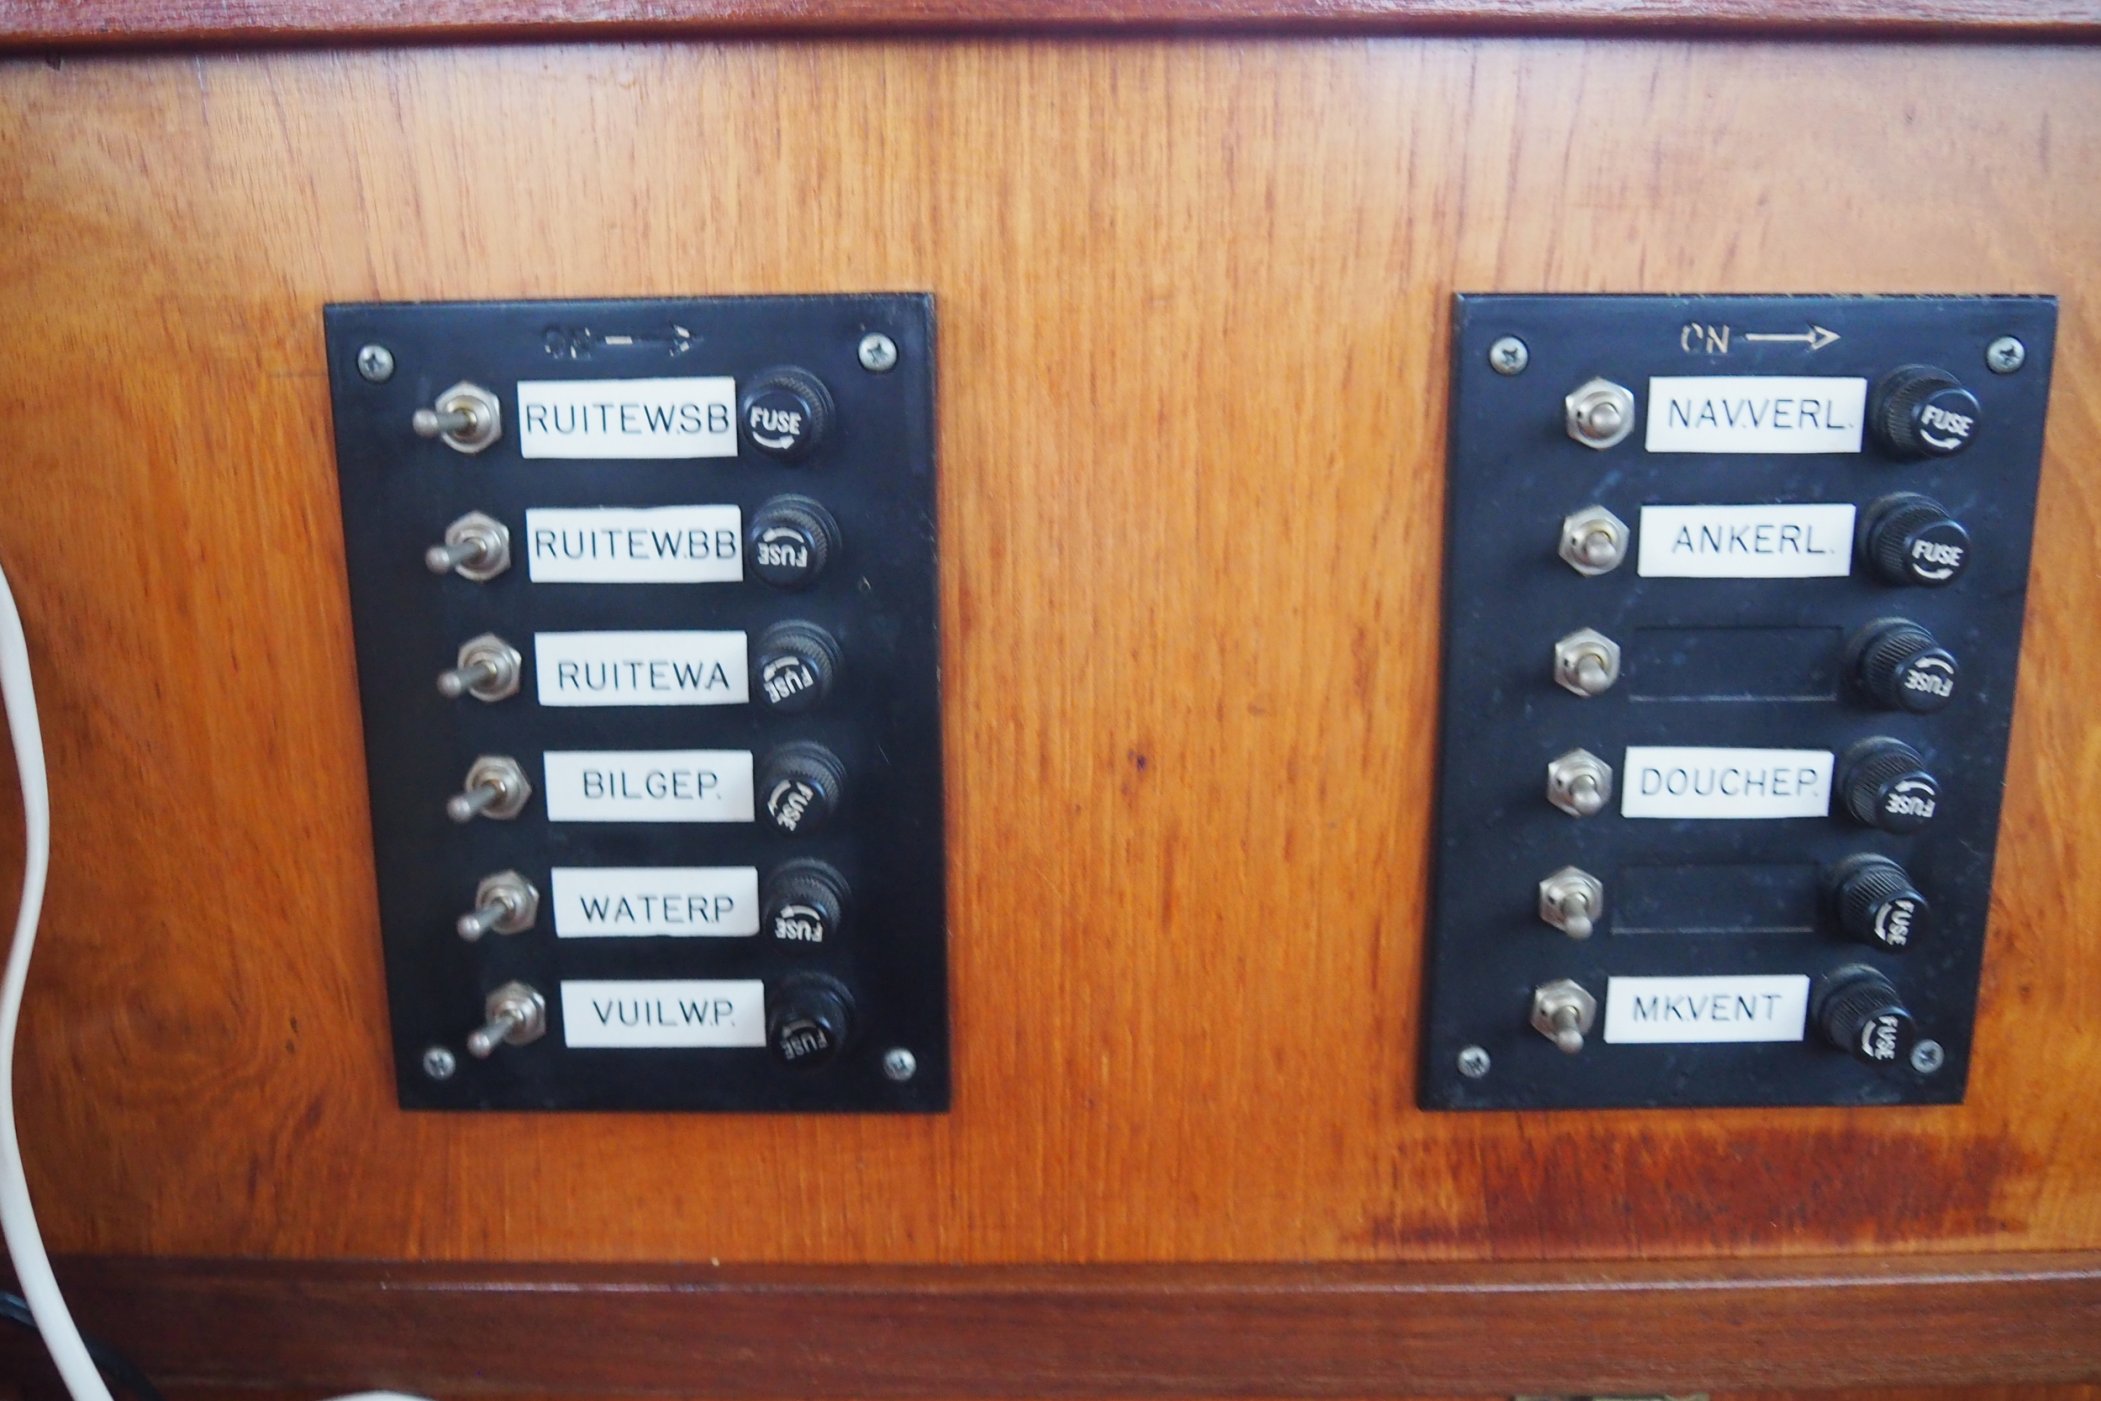 ON
RUITEW.SB FUSE
RUITEW.BB FUSE
RUITEW.A FUSE
BILGEP. FUSE
WATERP FUSE
VUILW.P. FUSE
ON
NAV.VERL. FUSE
ANKERL. FUSE
FUSE
DOUCHEP. FUSE
FUSE
MK.VENT FUSE